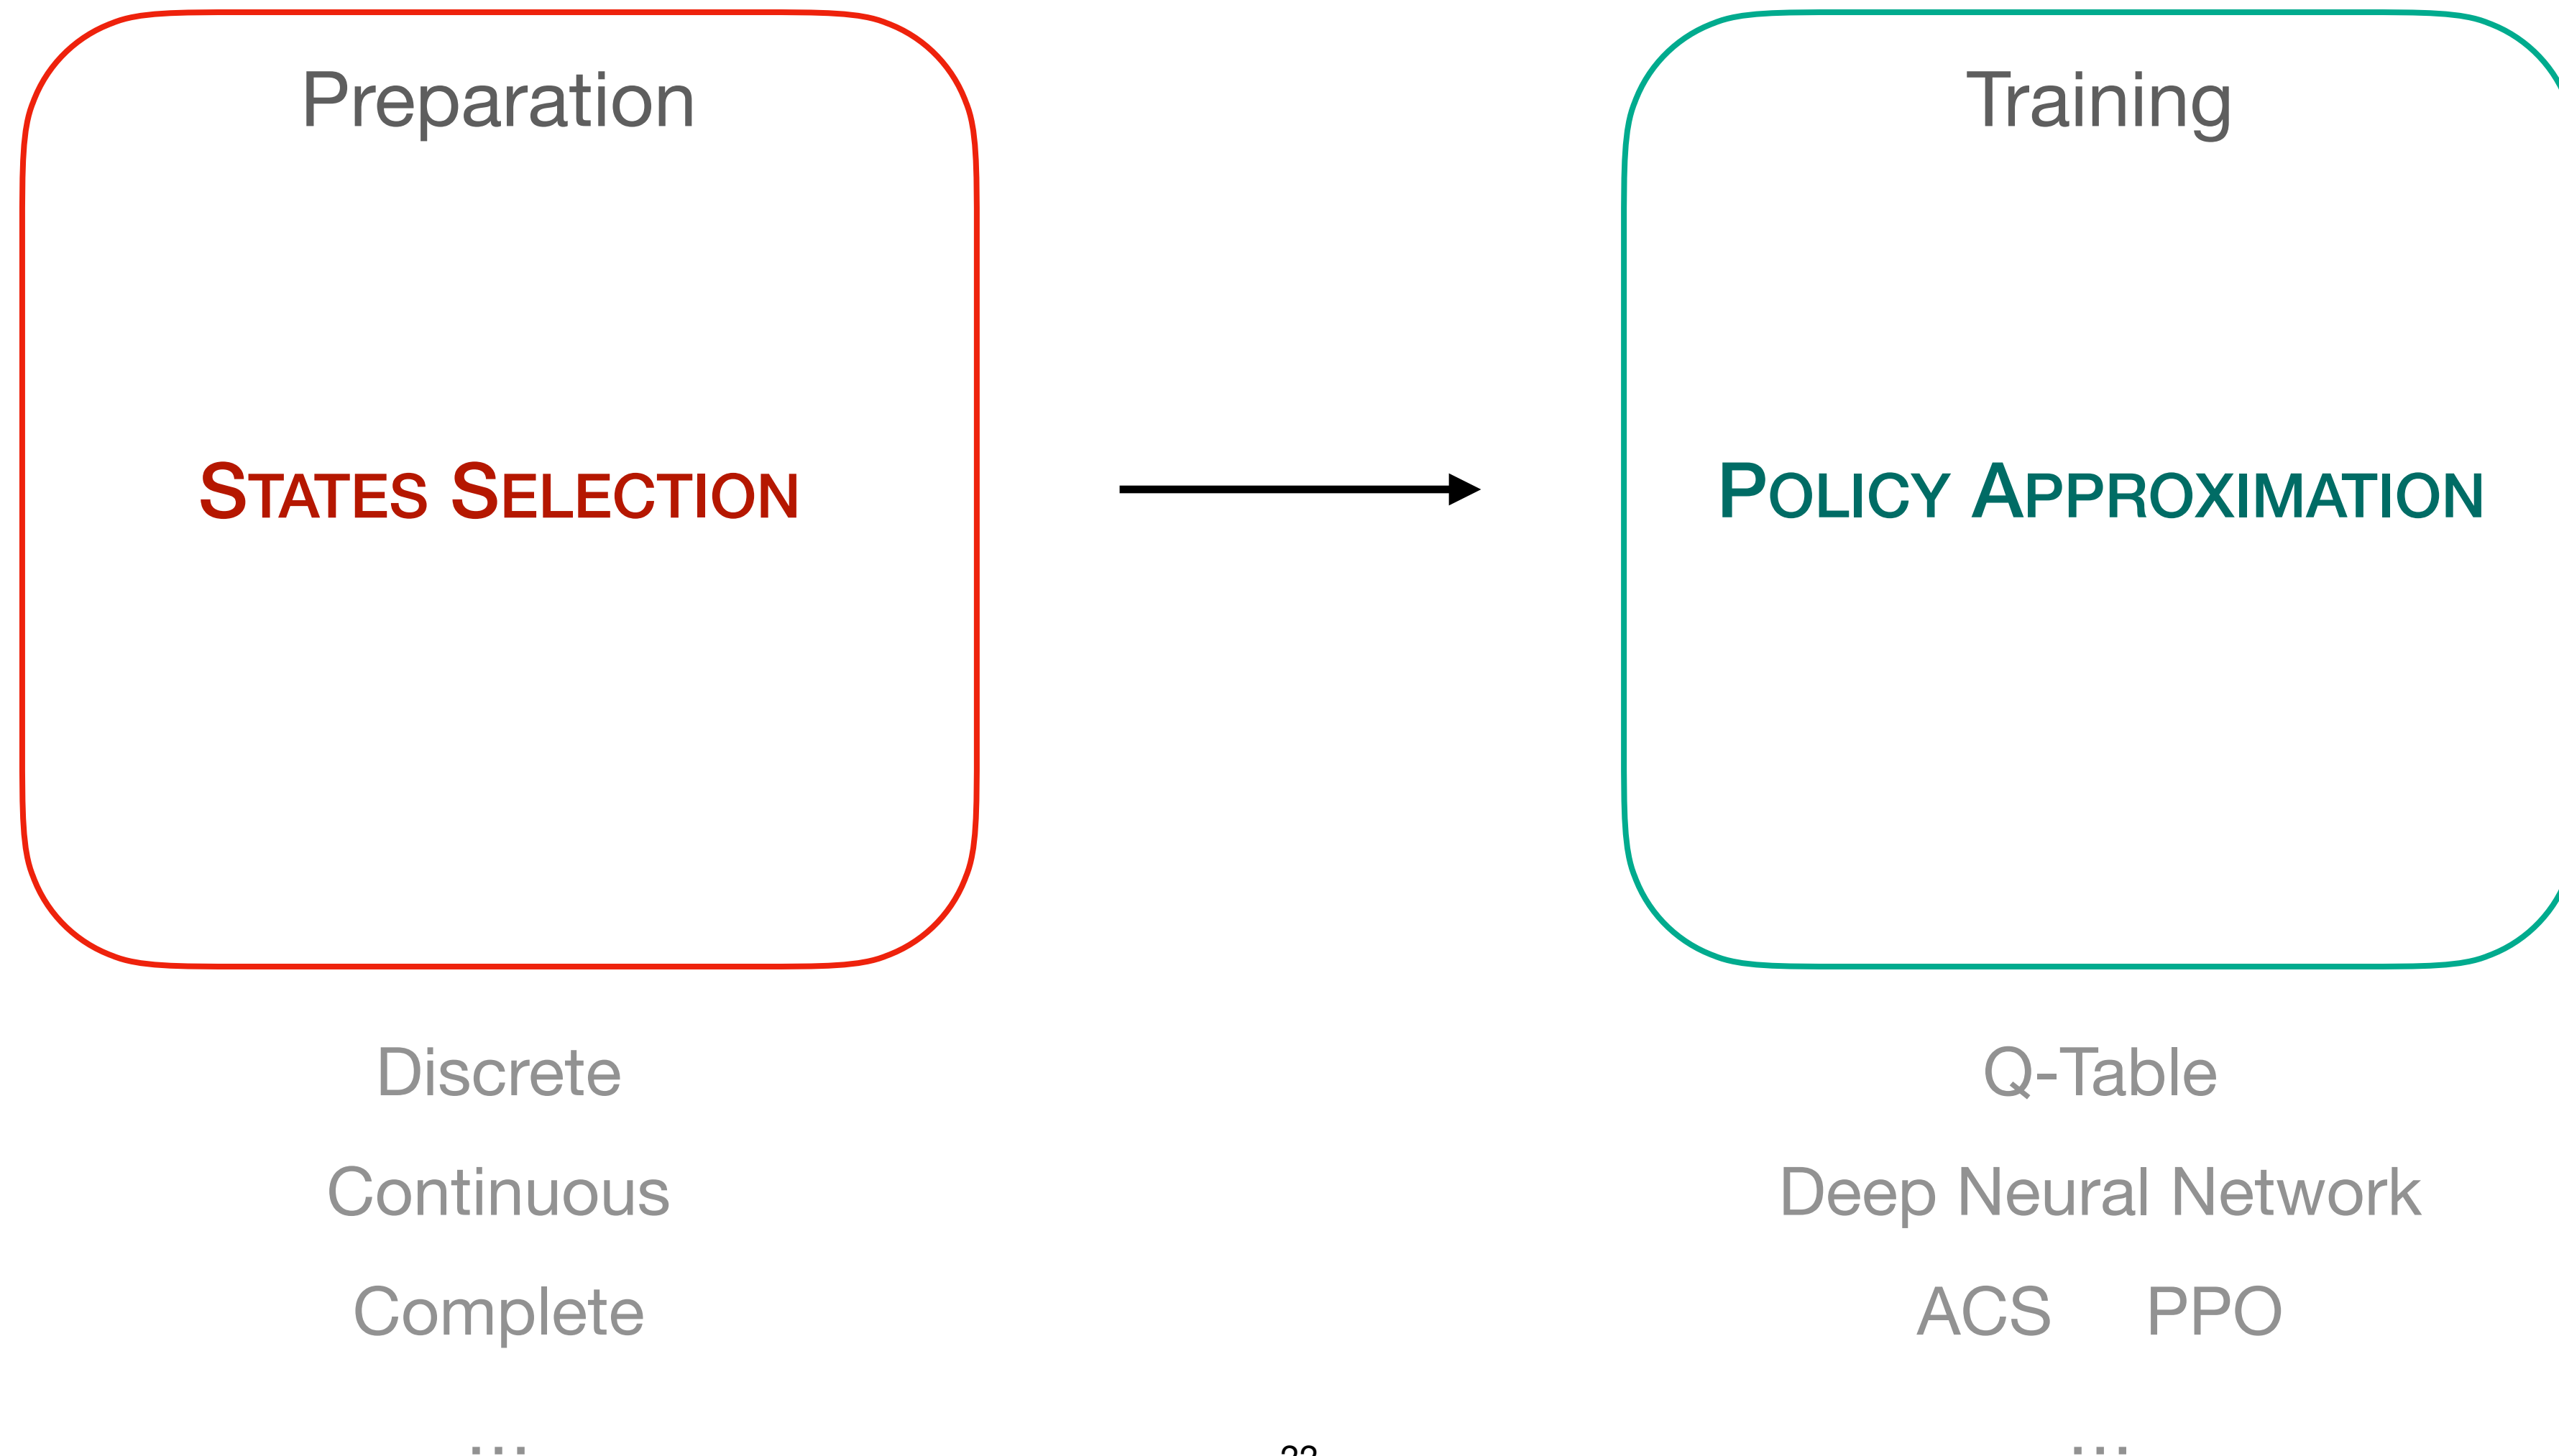 Preparation
STATES SELECTION
Discrete
Continuous
Complete
...
Training
POLICY APPROXIMATION
Q-Table
Deep Neural Network
ACS PPO
...